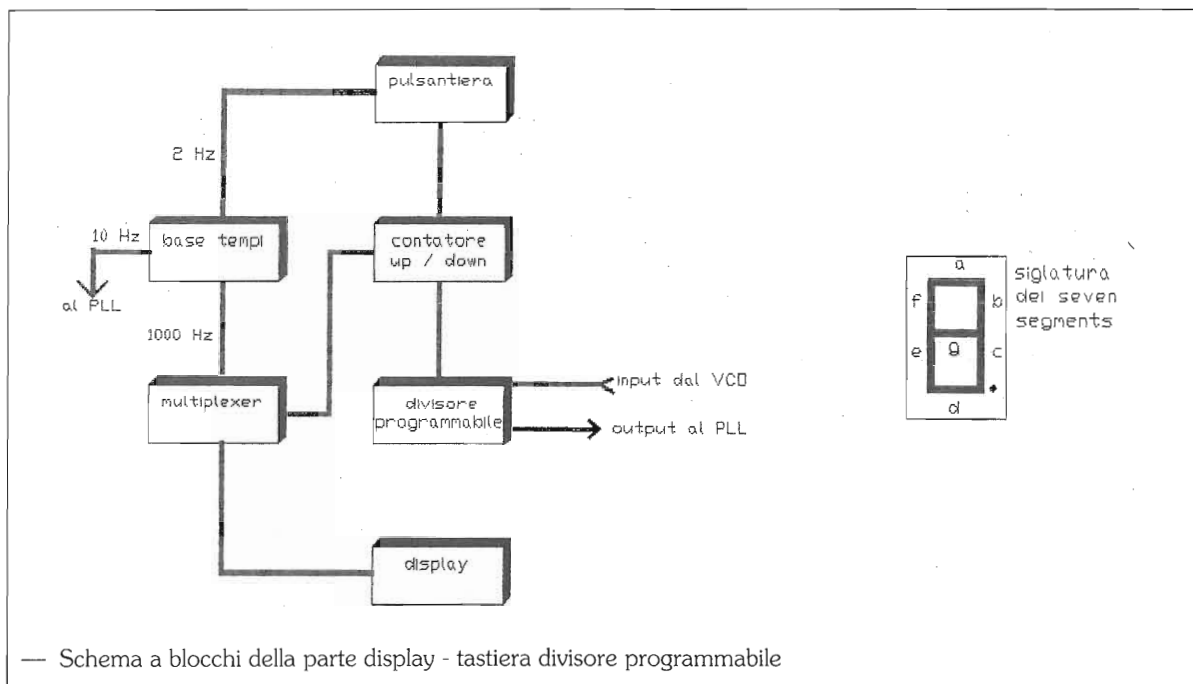 pulsantiera
2 Hz
10 Hz
base tempi
contatore
up / down
al PLL
1000 Hz
multiplexer
divisore
programmabile
input dal VCO
output al PLL
display
a
f
b
g
e
c
d
siglatura
dei seven
segments
— Schema a blocchi della parte display - tastiera divisore programmabile